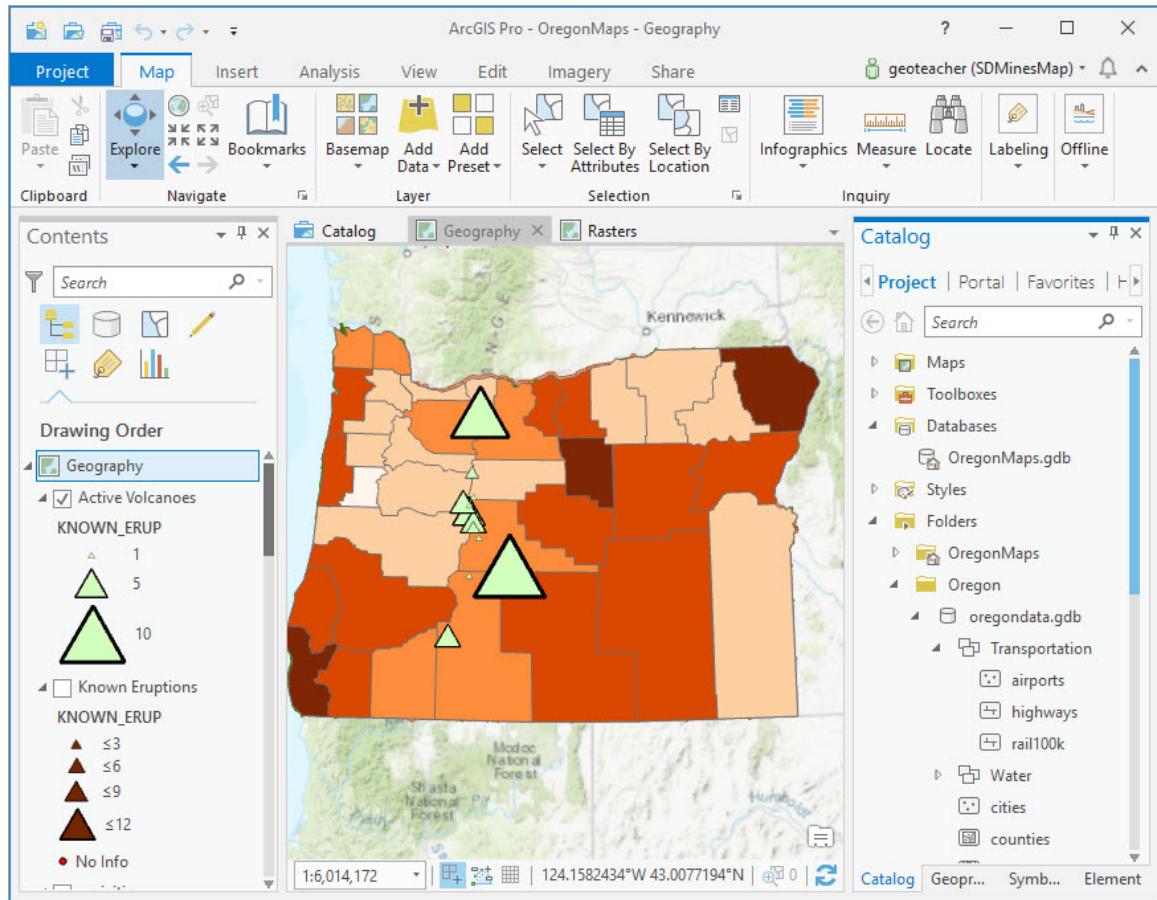 ArcGIS Pro - OregonMaps - Geography
?
Project Map Insert Analysis View Edit Imagery Share
geoteacher (SDMinesMap)
Paste
Explore
Bookmarks
Basemap
Add Data
Add Preset
Select
Select By Attributes
Select By Location
Infographics
Measure
Locate
Labeling
Offline
Clipboard
Navigate
Layer
Selection
Inquiry
Contents
Search
Drawing Order
Geography
Active Volcanoes
KNOWN_ERUP
1
5
10
Known Eruptions
KNOWN_ERUP
≤3
≤6
≤9
≤12
No Info
Catalog Geography Rasters
Kennewick
Modoc
National
Forest
Shasta
National
Forest
Pit
Humboldt
1:6,014,172
124.1582434°W 43.0077194°N
0
Catalog
Project Portal Favorites H
Search
Maps
Toolboxes
Databases
OregonMaps.gdb
Styles
Folders
OregonMaps
Oregon
oregondata.gdb
Transportation
airports
highways
rail100k
Water
cities
counties
Catalog Geopr... Symb... Element